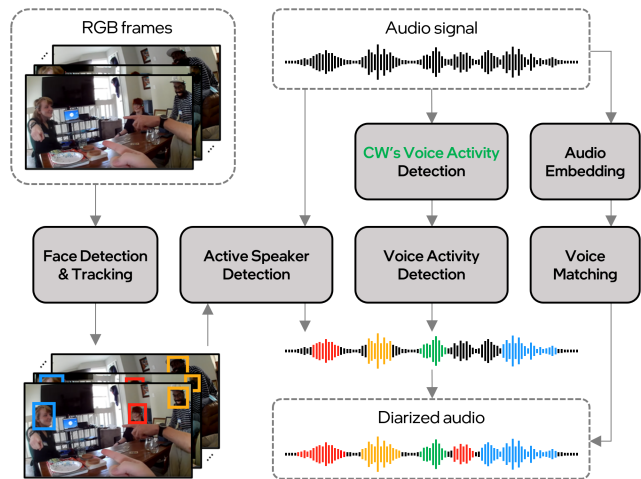 RGB frames
Audio signal
CW's Voice Activity
Detection
Audio
Embedding
Face Detection
& Tracking
Active Speaker
Detection
Voice Activity
Detection
Voice
Matching
Diarized audio